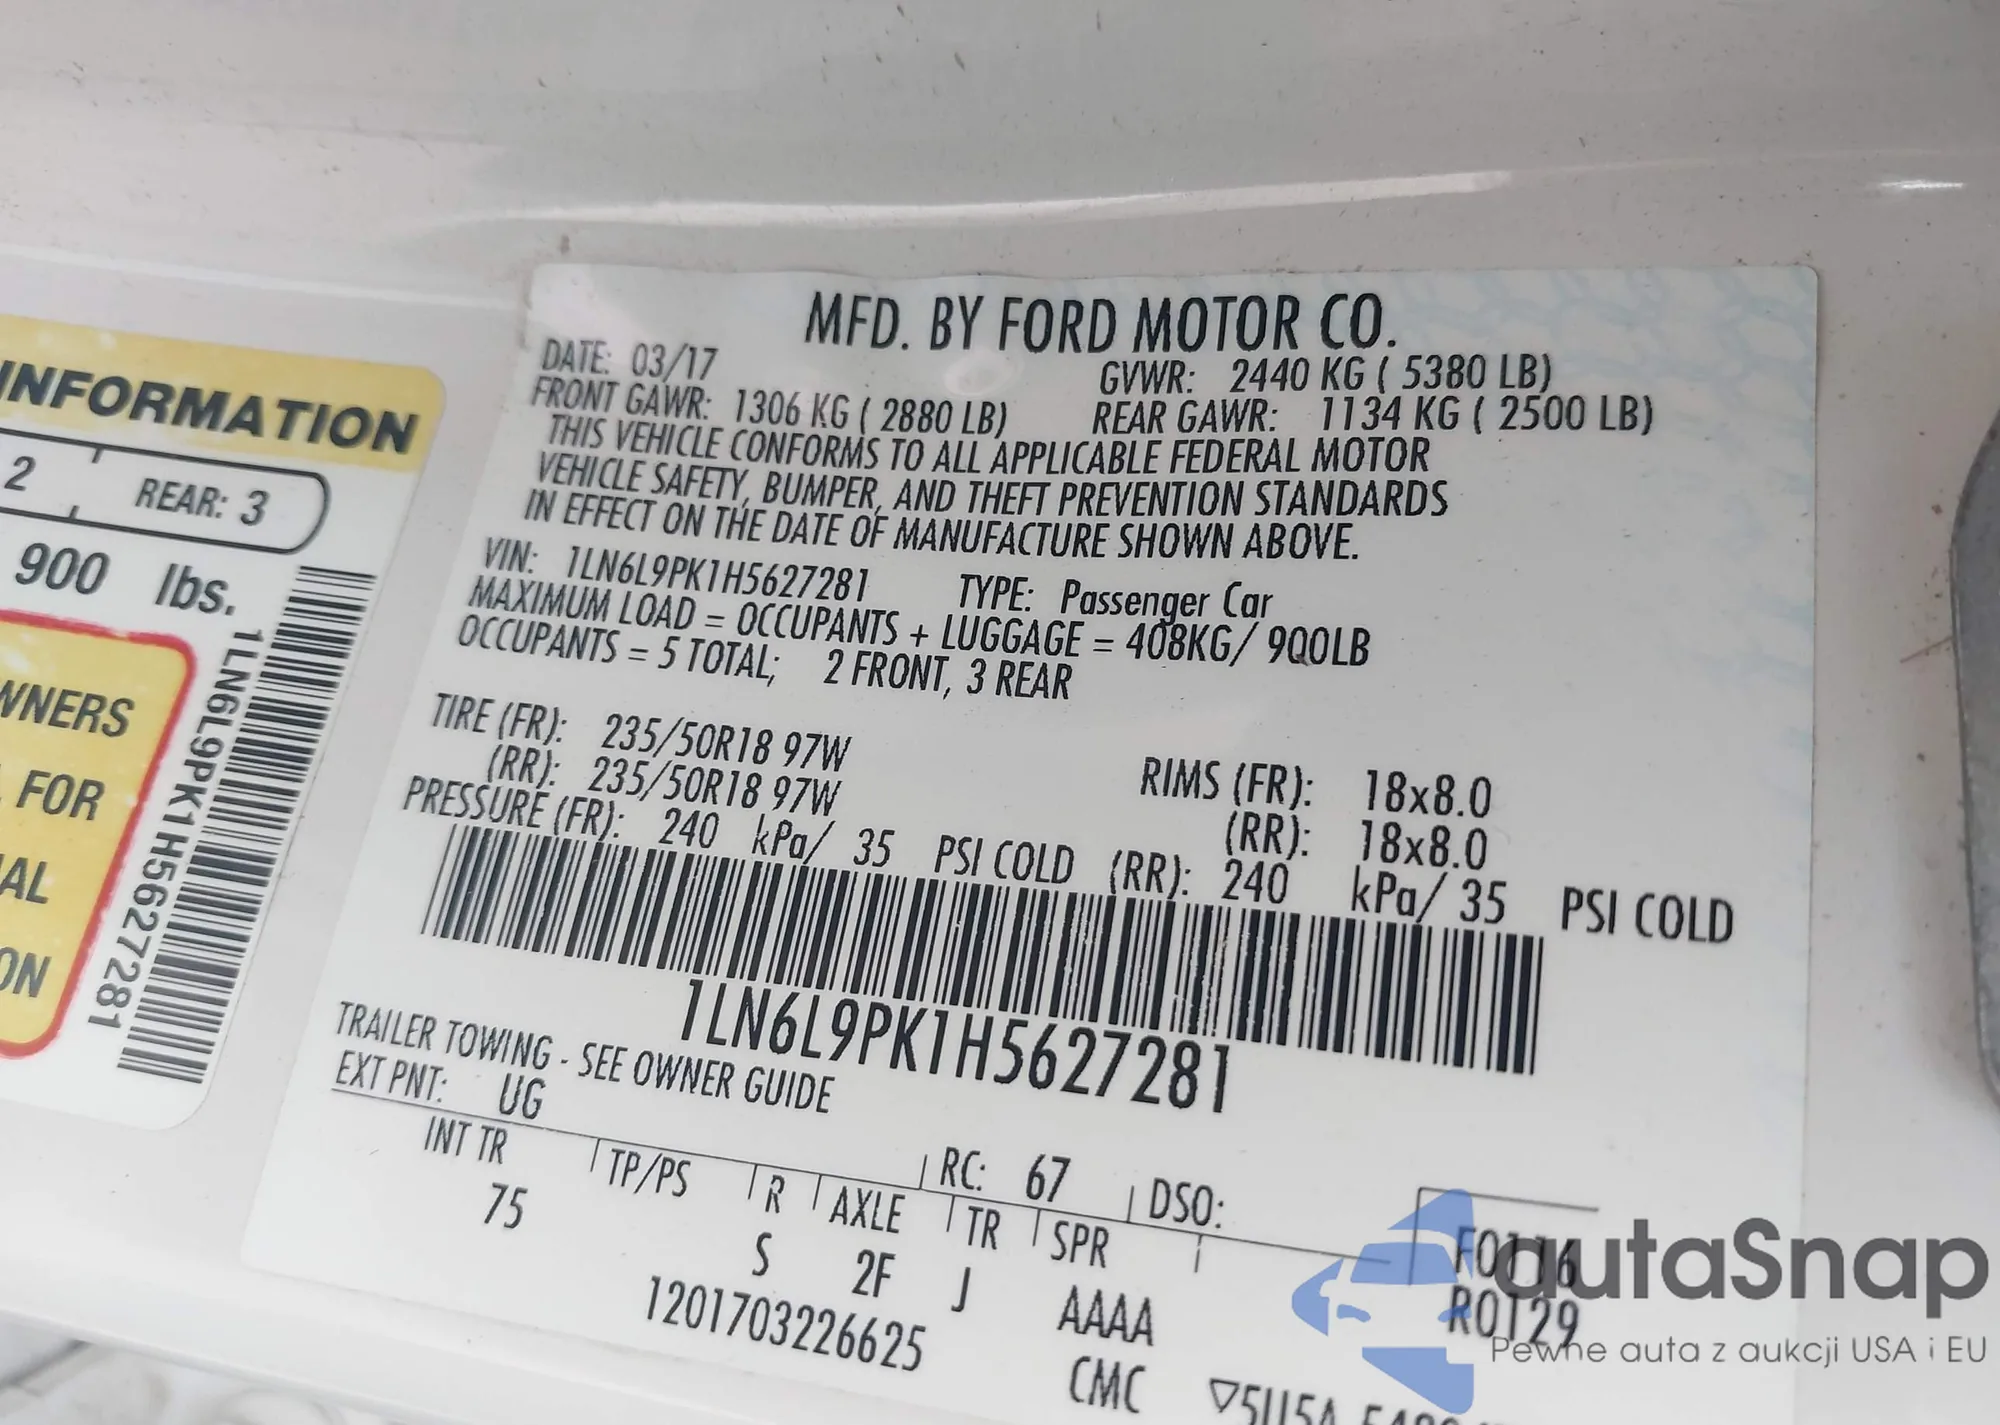 INFORMATION
2 REAR: 3
900 lbs.
WNERS
FOR
AL
ON
1LN6L9PK1H5627281
MFD. BY FORD MOTOR CO.
DATE: 03/17 GVWR: 2440 KG ( 5380 LB)
FRONT GAWR: 1306 KG ( 2880 LB) REAR GAWR: 1134 KG ( 2500 LB)
THIS VEHICLE CONFORMS TO ALL APPLICABLE FEDERAL MOTOR
VEHICLE SAFETY, BUMPER, AND THEFT PREVENTION STANDARDS
IN EFFECT ON THE DATE OF MANUFACTURE SHOWN ABOVE.
VIN: 1LN6L9PK1H5627281 TYPE: Passenger Car
MAXIMUM LOAD = OCCUPANTS + LUGGAGE = 408KG/ 900LB
OCCUPANTS = 5 TOTAL; 2 FRONT, 3 REAR
TIRE (FR): 235/50R18 97W RIMS (FR): 18x8.0
(RR): 235/50R18 97W (RR): 18x8.0
PRESSURE (FR): 240 kPa/ 35 PSI COLD (RR): 240 kPa/ 35 PSI COLD
1LN6L9PK1H5627281
TRAILER TOWING - SEE OWNER GUIDE
EXT PNT: UG RC: 67 DSO:
INT TR TP/PS R AXLE TR SPR
75 S 2F J AAAA
F0116
R0129
1201703226625 CMC
autaSnap
Pewne auta z aukcji USA i EU